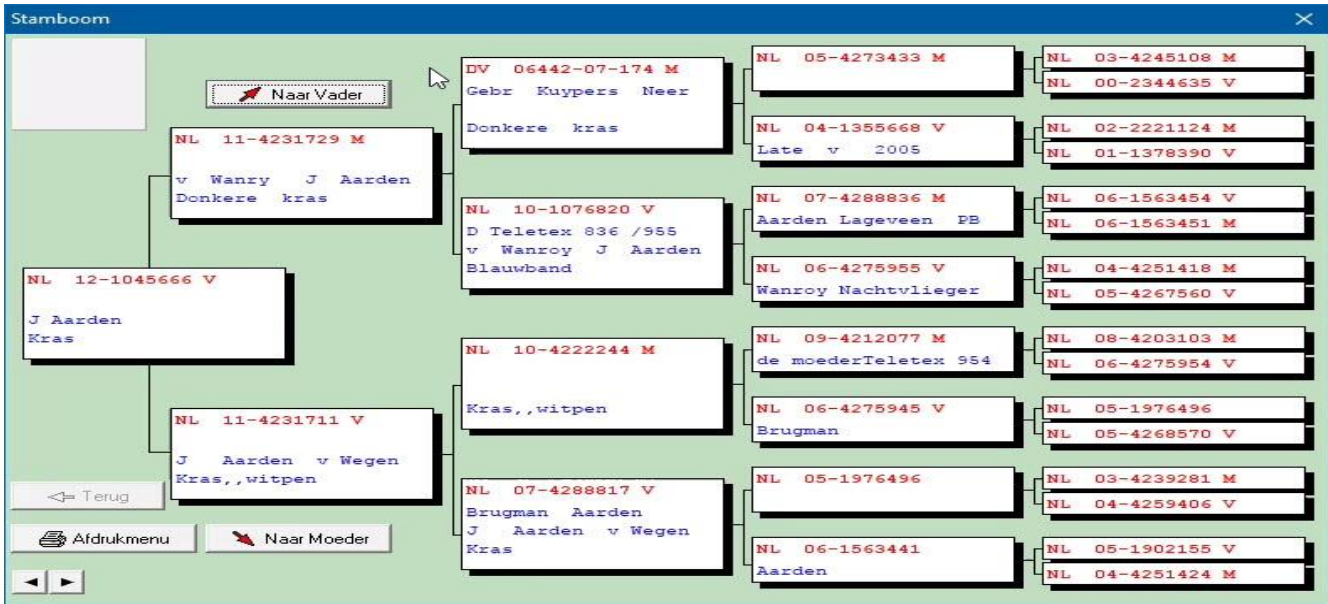 Stamboom
Naar Vader
NL 12-1045666 V
J Aarden
Kras
NL 11-4231729 M
v Wanry J Aarden
Donkere kras
NL 11-4231711 V
J Aarden v Wegen
Kras,,witpen
DV 06442-07-174 M
Gebr Kuypers Neer
Donkere kras
NL 10-1076820 V
D Teletex 836 /955
v Wanroy J Aarden
Blauwband
NL 10-4222244 M
Kras,,witpen
NL 07-4288817 V
Brugman Aarden
J Aarden v Wegen
Kras
NL 05-4273433 M
NL 04-1355668 V
Late v 2005
NL 07-4288836 M
Aarden Lageveen PB
NL 06-4275955 V
Wanroy Nachtvlieger
NL 09-4212077 M
de moederTeletex 954
NL 06-4275945 V
Brugman
NL 05-1976496
NL 06-1563441
Aarden
NL 03-4245108 M
NL 00-2344635 V
NL 02-2221124 M
NL 01-1378390 V
NL 06-1563454 V
NL 06-1563451 M
NL 04-4251418 M
NL 05-4267560 V
NL 08-4203103 M
NL 06-4275954 V
NL 05-1976496
NL 05-4268570 V
NL 03-4239281 M
NL 04-4259406 V
NL 05-1902155 V
NL 04-4251424 M
Terug
Afdrukmenu
Naar Moeder